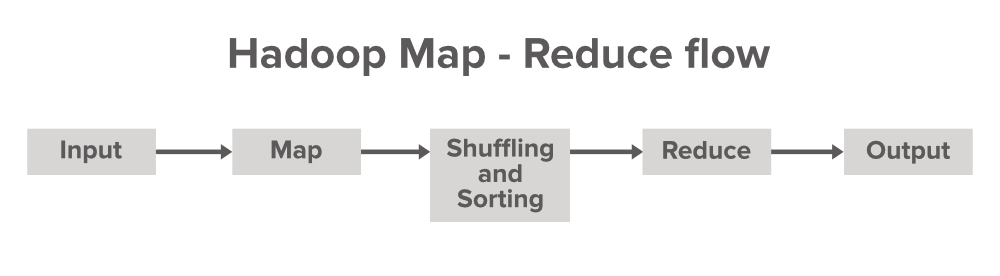 Hadoop Map - Reduce flow
Input
Map
Shuffling
and
Sorting
Reduce
Output